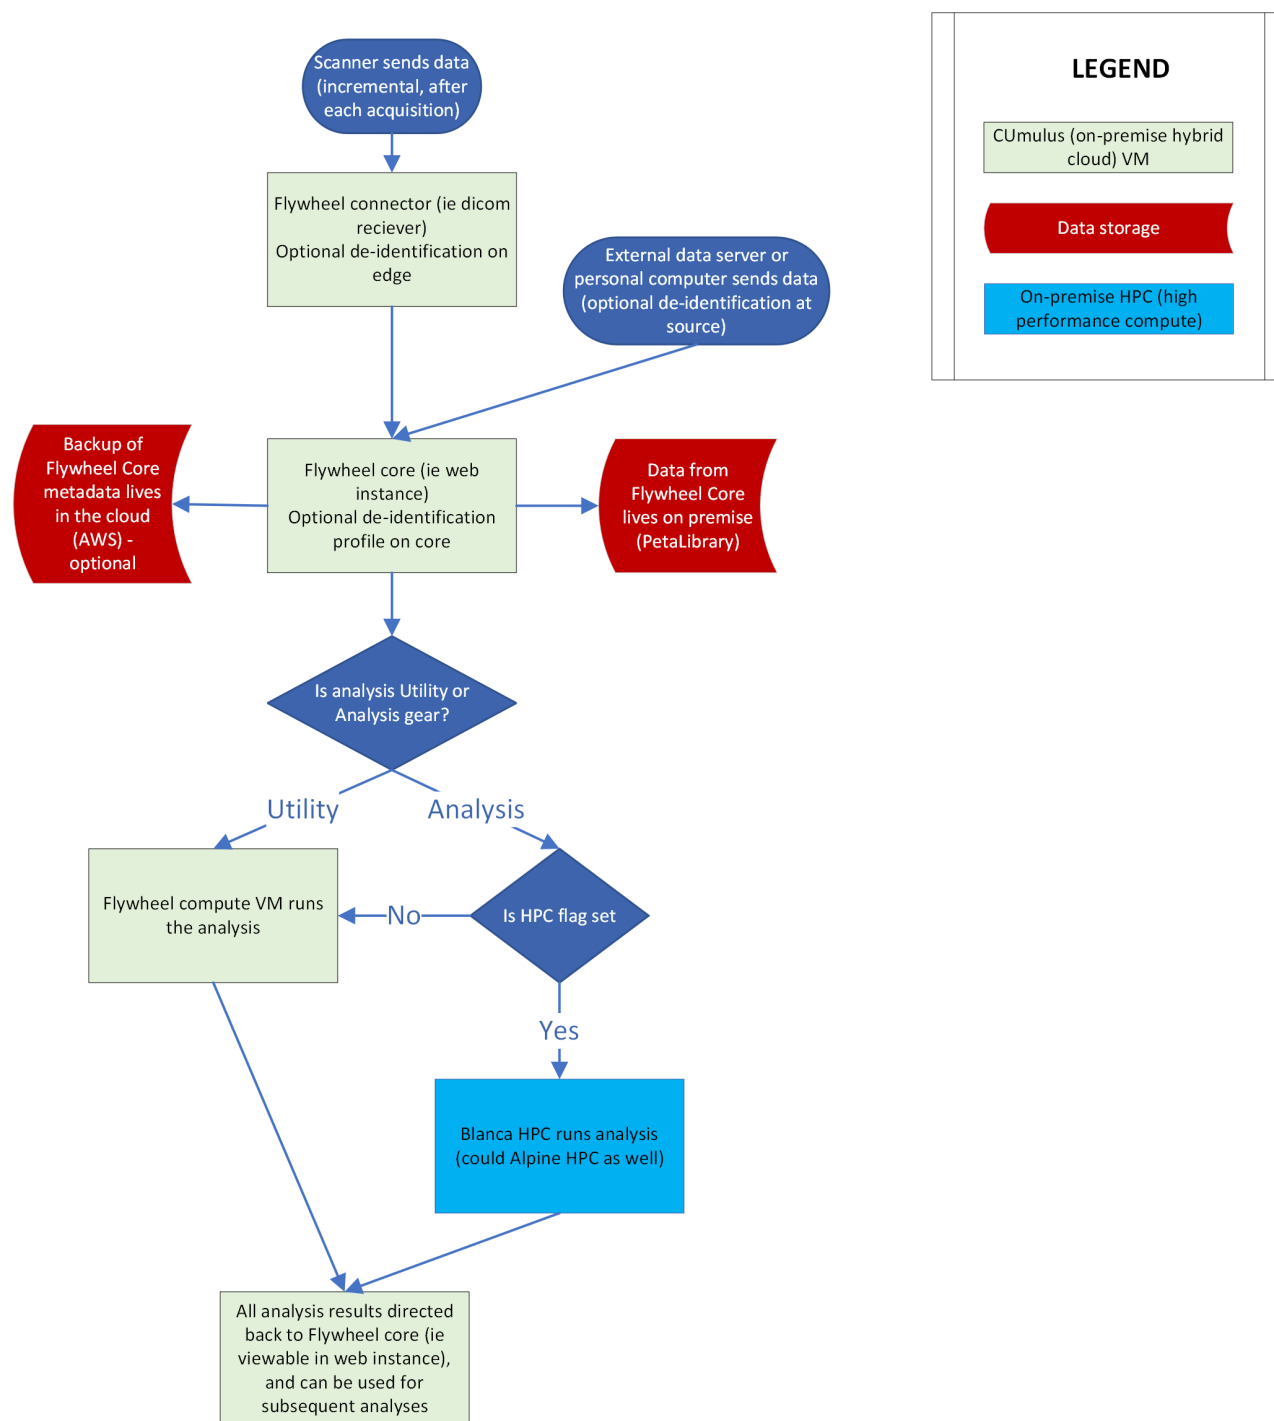 Scanner sends data
(incremental, after
each acquisition)
LEGEND
CUmulus (on-premise hybrid
cloud) VM
Data storage
On-premise HPC (high
performance compute)
Flywheel connector (ie dicom
reciever)
Optional de-identification on
edge
External data server or
personal computer sends data
(optional de-identification at
source)
Backup of
Flywheel Core
metadata lives
in the cloud
(AWS) -
optional
Flywheel core (ie web
instance)
Optional de-identification
profile on core
Data from
Flywheel Core
lives on premise
(PetaLibrary)
Is analysis Utility or
Analysis gear?
Utility
Analysis
Flywheel compute VM runs
the analysis
No
Is HPC flag set
Yes
Blanca HPC runs analysis
(could Alpine HPC as well)
All analysis results directed
back to Flywheel core (ie
viewable in web instance),
and can be used for
subsequent analyses